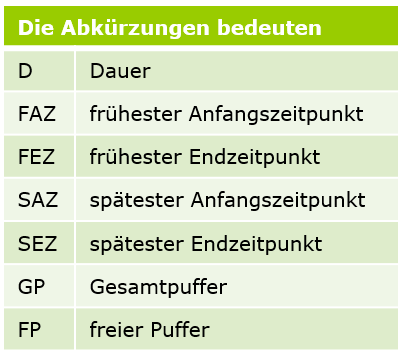 Die Abkürzungen bedeuten
D Dauer
FAZ frühester Anfangszeitpunkt
FEZ frühester Endzeitpunkt
SAZ spätester Anfangszeitpunkt
SEZ spätester Endzeitpunkt
GP Gesamtpuffer
FP freier Puffer